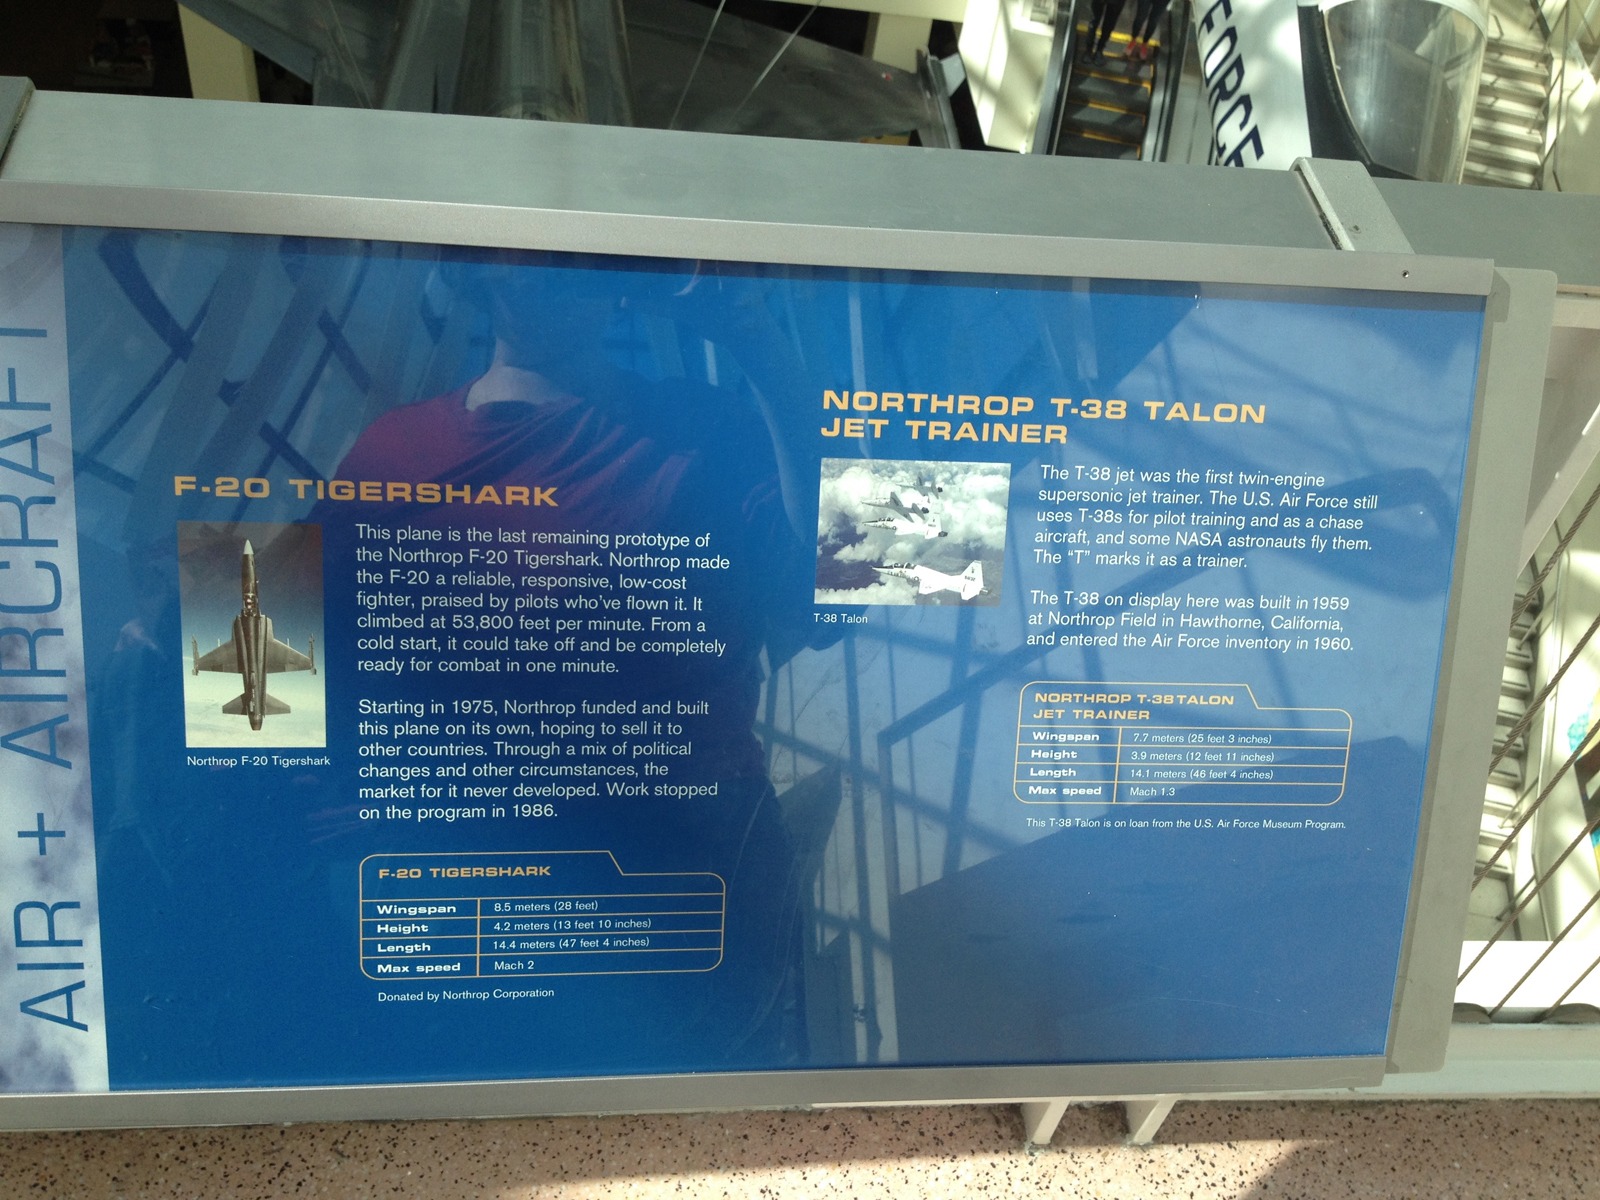 FORCE
AIR + AIRCRAFT
F-20 TIGERSHARK
Northrop F-20 Tigershark
This plane is the last remaining prototype of
the Northrop F-20 Tigershark. Northrop made
the F-20 a reliable, responsive, low-cost
fighter, praised by pilots who've flown it. It
climbed at 53,800 feet per minute. From a
cold start, it could take off and be completely
ready for combat in one minute.
Starting in 1975, Northrop funded and built
this plane on its own, hoping to sell it to
other countries. Through a mix of political
changes and other circumstances, the
market for it never developed. Work stopped
on the program in 1986.
F-20 TIGERSHARK
Wingspan 8.5 meters (28 feet)
Height 4.2 meters (13 feet 10 inches)
Length 14.4 meters (47 feet 4 inches)
Max speed Mach 2
Donated by Northrop Corporation
NORTHROP T-38 TALON
JET TRAINER
T-38 Talon
The T-38 jet was the first twin-engine
supersonic jet trainer. The U.S. Air Force still
uses T-38s for pilot training and as a chase
aircraft, and some NASA astronauts fly them.
The “T” marks it as a trainer.
The T-38 on display here was built in 1959
at Northrop Field in Hawthorne, California,
and entered the Air Force inventory in 1960.
NORTHROP T-38 TALON
JET TRAINER
Wingspan 7.7 meters (25 feet 3 inches)
Height 3.9 meters (12 feet 11 inches)
Length 14.1 meters (46 feet 4 inches)
Max speed Mach 1.3
This T-38 Talon is on loan from the U.S. Air Force Museum Program.